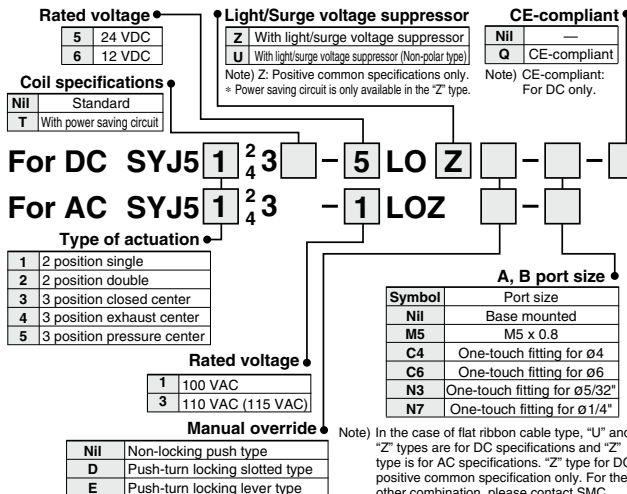 Rated voltage
5 24 VDC
6 12 VDC
Light/Surge voltage suppressor
Z With light/surge voltage suppressor
U With light/surge voltage suppressor (Non-polar type)
Note) Z: Positive common specifications only.
* Power saving circuit is only available in the “Z” type.
CE-compliant
Nil —
Q CE-compliant
Note) CE-compliant:
For DC only.
Coil specifications
Nil Standard
T With power saving circuit
For DC SYJ5 1 2 4 3 – 5 LO Z – –
For AC SYJ5 1 2 4 3 – 1 LOZ –
Type of actuation
1 2 position single
2 2 position double
3 3 position closed center
4 3 position exhaust center
5 3 position pressure center
Rated voltage
1 100 VAC
3 110 VAC (115 VAC)
Manual override
Nil Non-locking push type
D Push-turn locking slotted type
E Push-turn locking lever type
A, B port size
Symbol Port size
Nil Base mounted
M5 M5 x 0.8
C4 One-touch fitting for ø4
C6 One-touch fitting for ø6
N3 One-touch fitting for ø5/32"
N7 One-touch fitting for ø1/4"
Note) In the case of flat ribbon cable type, “U” and
“Z” types are for DC specifications and “Z”
type is for AC specifications. “Z” type for DC
positive common specification only. For the
other combination, please contact SMC.